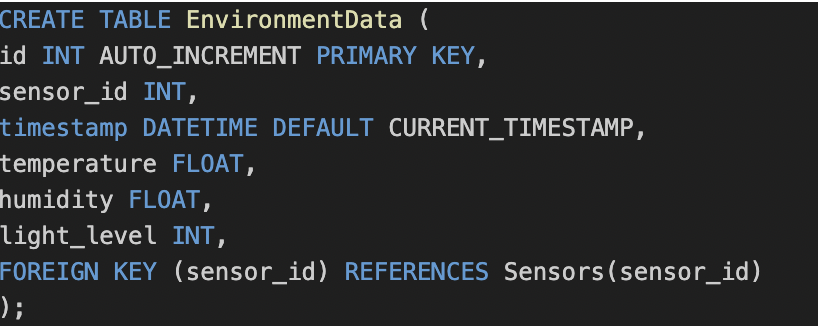 CREATE TABLE EnvironmentData (
id INT AUTO_INCREMENT PRIMARY KEY,
sensor_id INT,
timestamp DATETIME DEFAULT CURRENT_TIMESTAMP,
temperature FLOAT,
humidity FLOAT,
light_level INT,
FOREIGN KEY (sensor_id) REFERENCES Sensors(sensor_id)
);